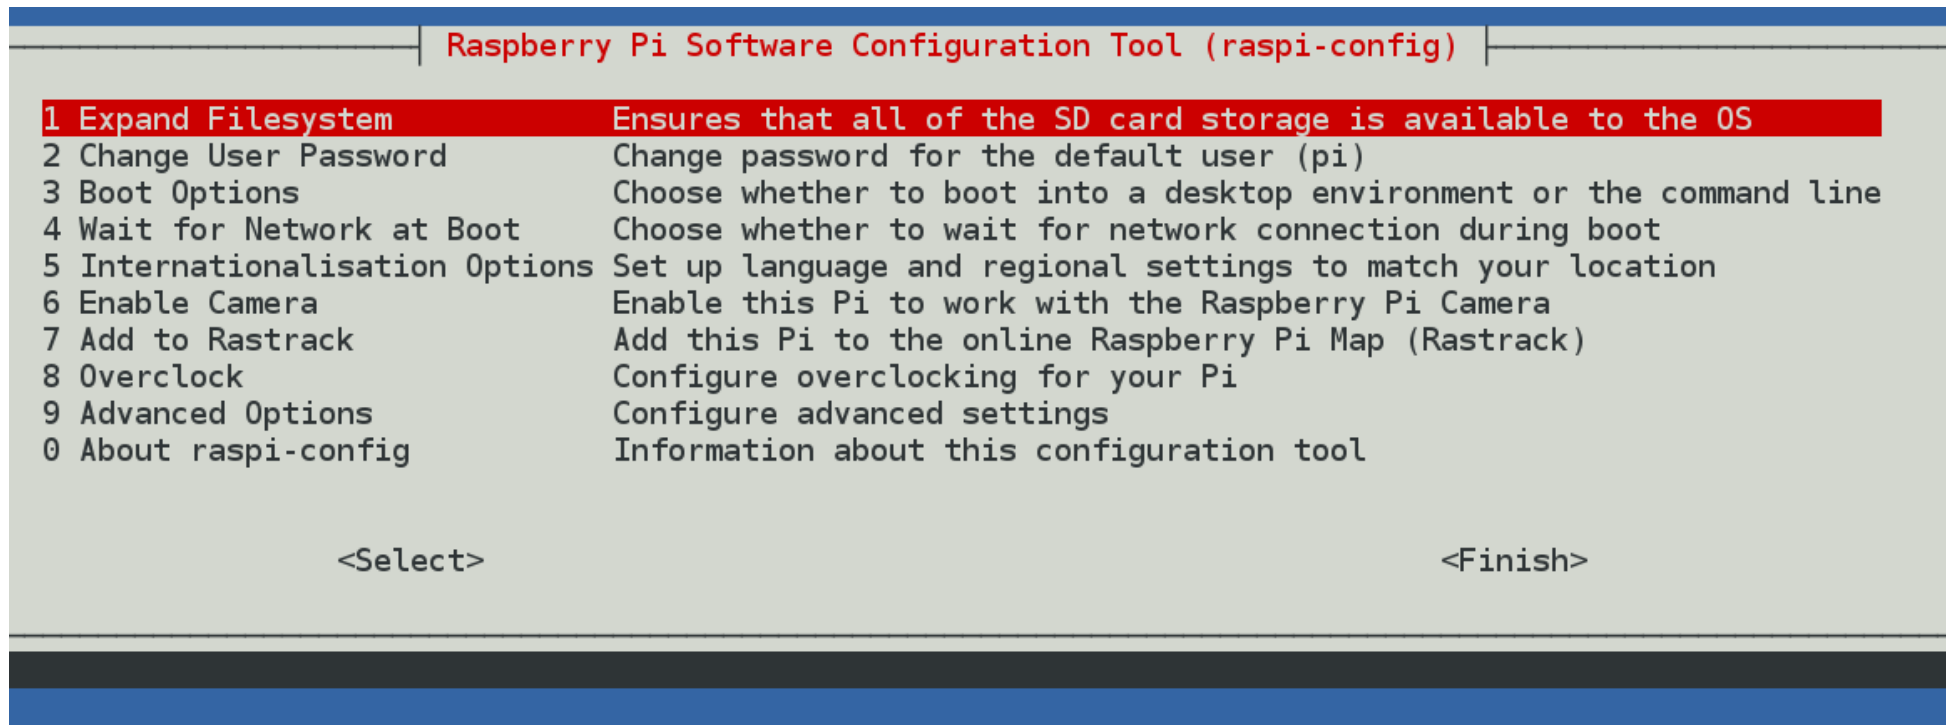 Raspberry Pi Software Configuration Tool (raspi-config)
1 Expand Filesystem Ensures that all of the SD card storage is available to the OS
2 Change User Password Change password for the default user (pi)
3 Boot Options Choose whether to boot into a desktop environment or the command line
4 Wait for Network at Boot Choose whether to wait for network connection during boot
5 Internationalisation Options Set up language and regional settings to match your location
6 Enable Camera Enable this Pi to work with the Raspberry Pi Camera
7 Add to Rastrack Add this Pi to the online Raspberry Pi Map (Rastrack)
8 Overclock Configure overclocking for your Pi
9 Advanced Options Configure advanced settings
0 About raspi-config Information about this configuration tool
<Select> <Finish>